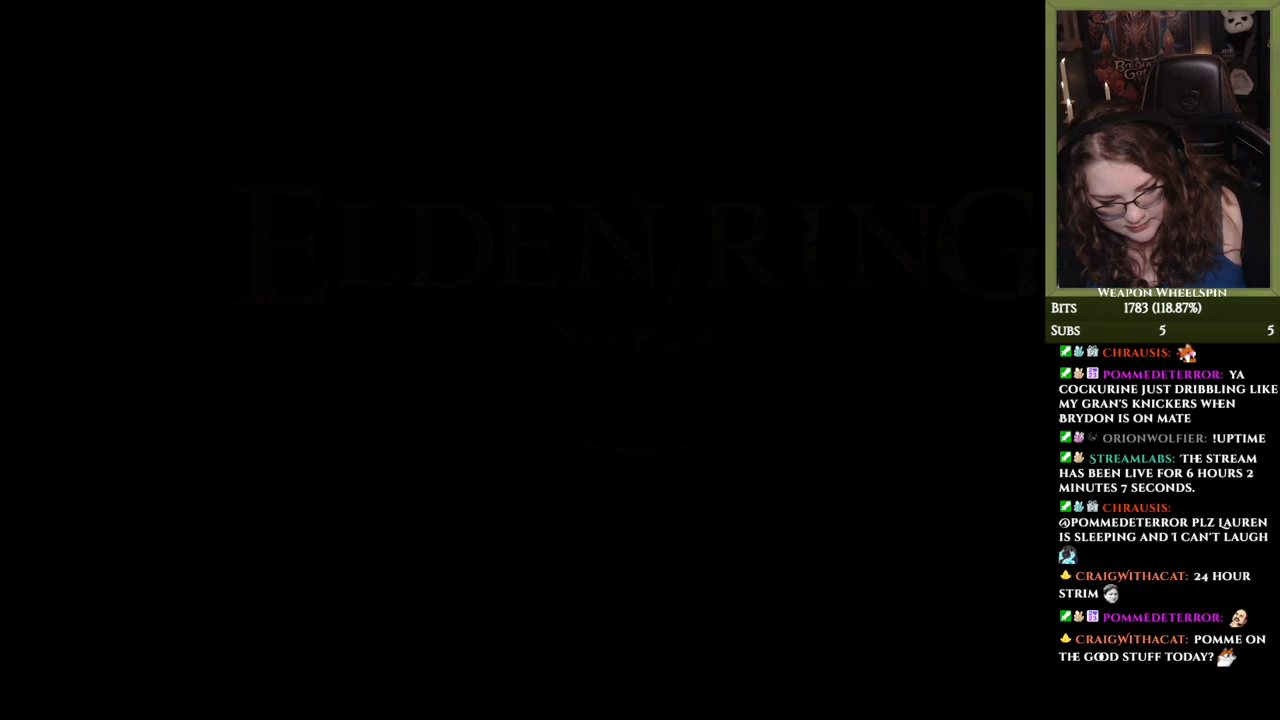 ELDEN RING
Baldur's
Gate
Weapon Wheelspin
Bits 1783 (118.87%)
Subs 5 5
Chrausis:
Pommedeterror: Ya
cockurine just dribbling like
my gran's knickers when
Brydon is on mate
Orionwolfier: !uptime
Streamlabs: The stream
has been live for 6 hours 2
minutes 7 seconds.
Chrausis:
@pommedeterror plz Lauren
is sleeping and I can't laugh
Craigwithacat: 24 hour
strim
Pommedeterror:
Craigwithacat: Pomme on
the good stuff today?